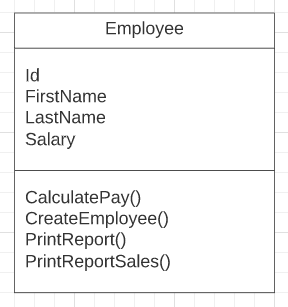 Employee
Id
FirstName
LastName
Salary
CalculatePay()
CreateEmployee()
PrintReport()
PrintReportSales()